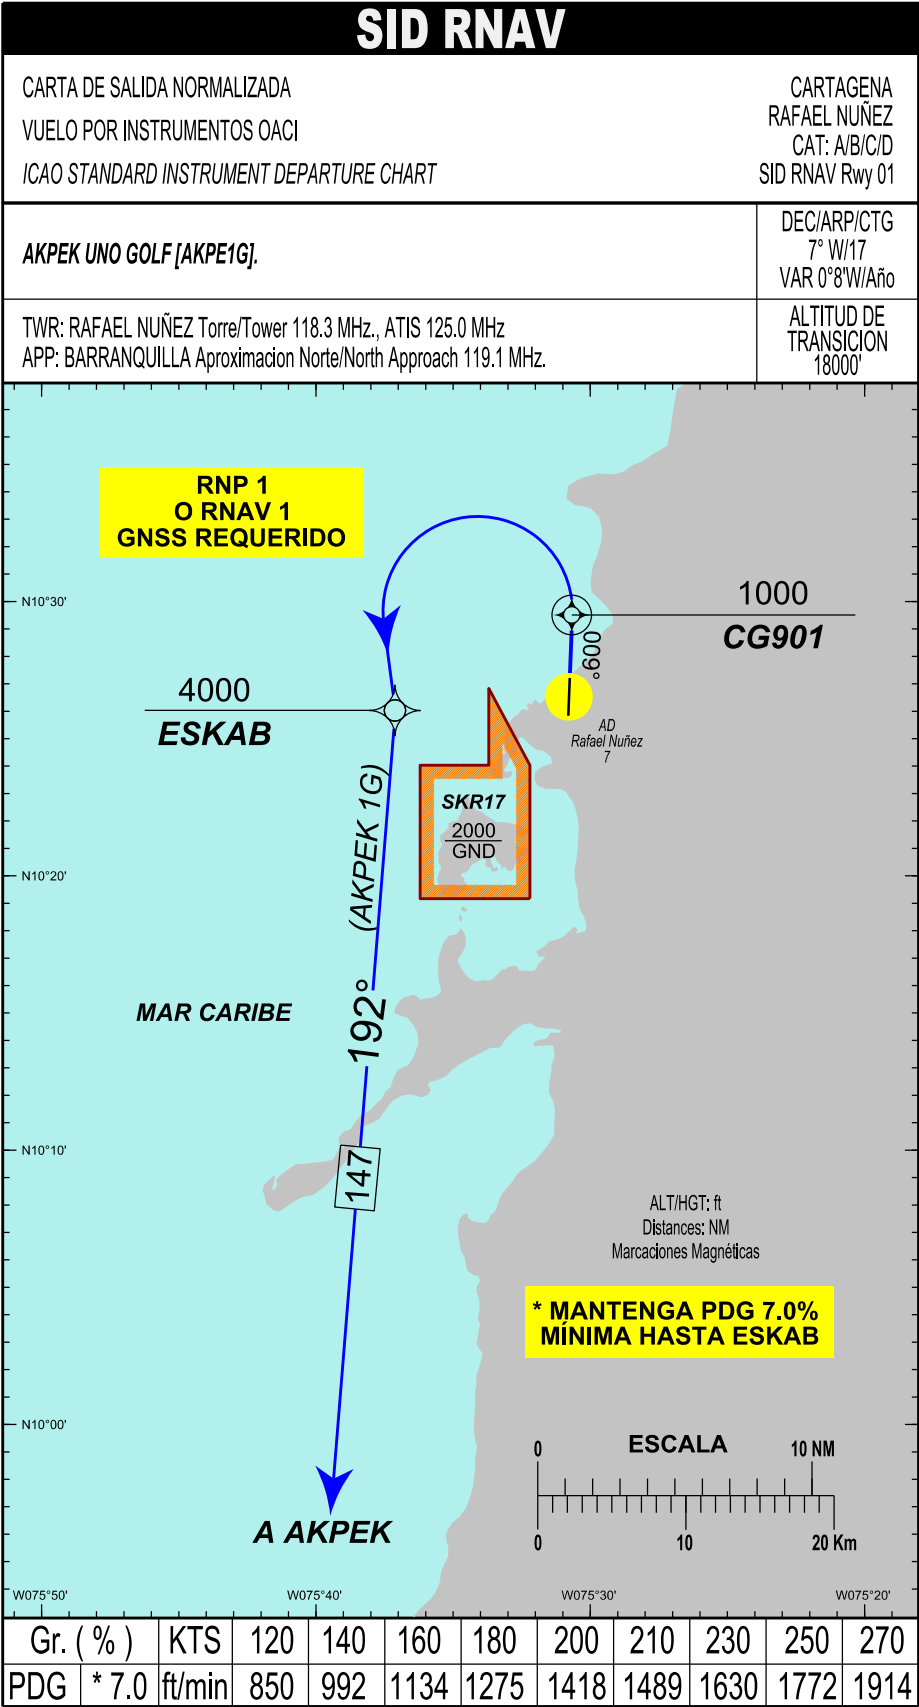 SID RNAV
CARTA DE SALIDA NORMALIZADA
VUELO POR INSTRUMENTOS OACI
ICAO STANDARD INSTRUMENT DEPARTURE CHART
CARTAGENA
RAFAEL NUÑEZ
CAT: A/B/C/D
SID RNAV Rwy 01
AKPEK UNO GOLF [AKPE1G].
DEC/ARP/CTG
7° W/17
VAR 0°8'W/Año
TWR: RAFAEL NUÑEZ Torre/Tower 118.3 MHz., ATIS 125.0 MHz
APP: BARRANQUILLA Aproximacion Norte/North Approach 119.1 MHz.
ALTITUD DE
TRANSICION
18000'
RNP 1
O RNAV 1
GNSS REQUERIDO
N10°30'
1000
CG901
009°
4000
ESKAB
AD
Rafael Nuñez
7
(AKPEK 1G)
SKR17
2000
GND
N10°20'
MAR CARIBE
192°
N10°10'
147
ALT/HGT: ft
Distances: NM
Marcaciones Magnéticas
* MANTENGA PDG 7.0%
MÍNIMA HASTA ESKAB
N10°00'
0 ESCALA 10 NM
0 10 20 Km
A AKPEK
W075°50' W075°40' W075°30' W075°20'
Gr. ( % ) KTS 120 140 160 180 200 210 230 250 270
PDG * 7.0 ft/min 850 992 1134 1275 1418 1489 1630 1772 1914